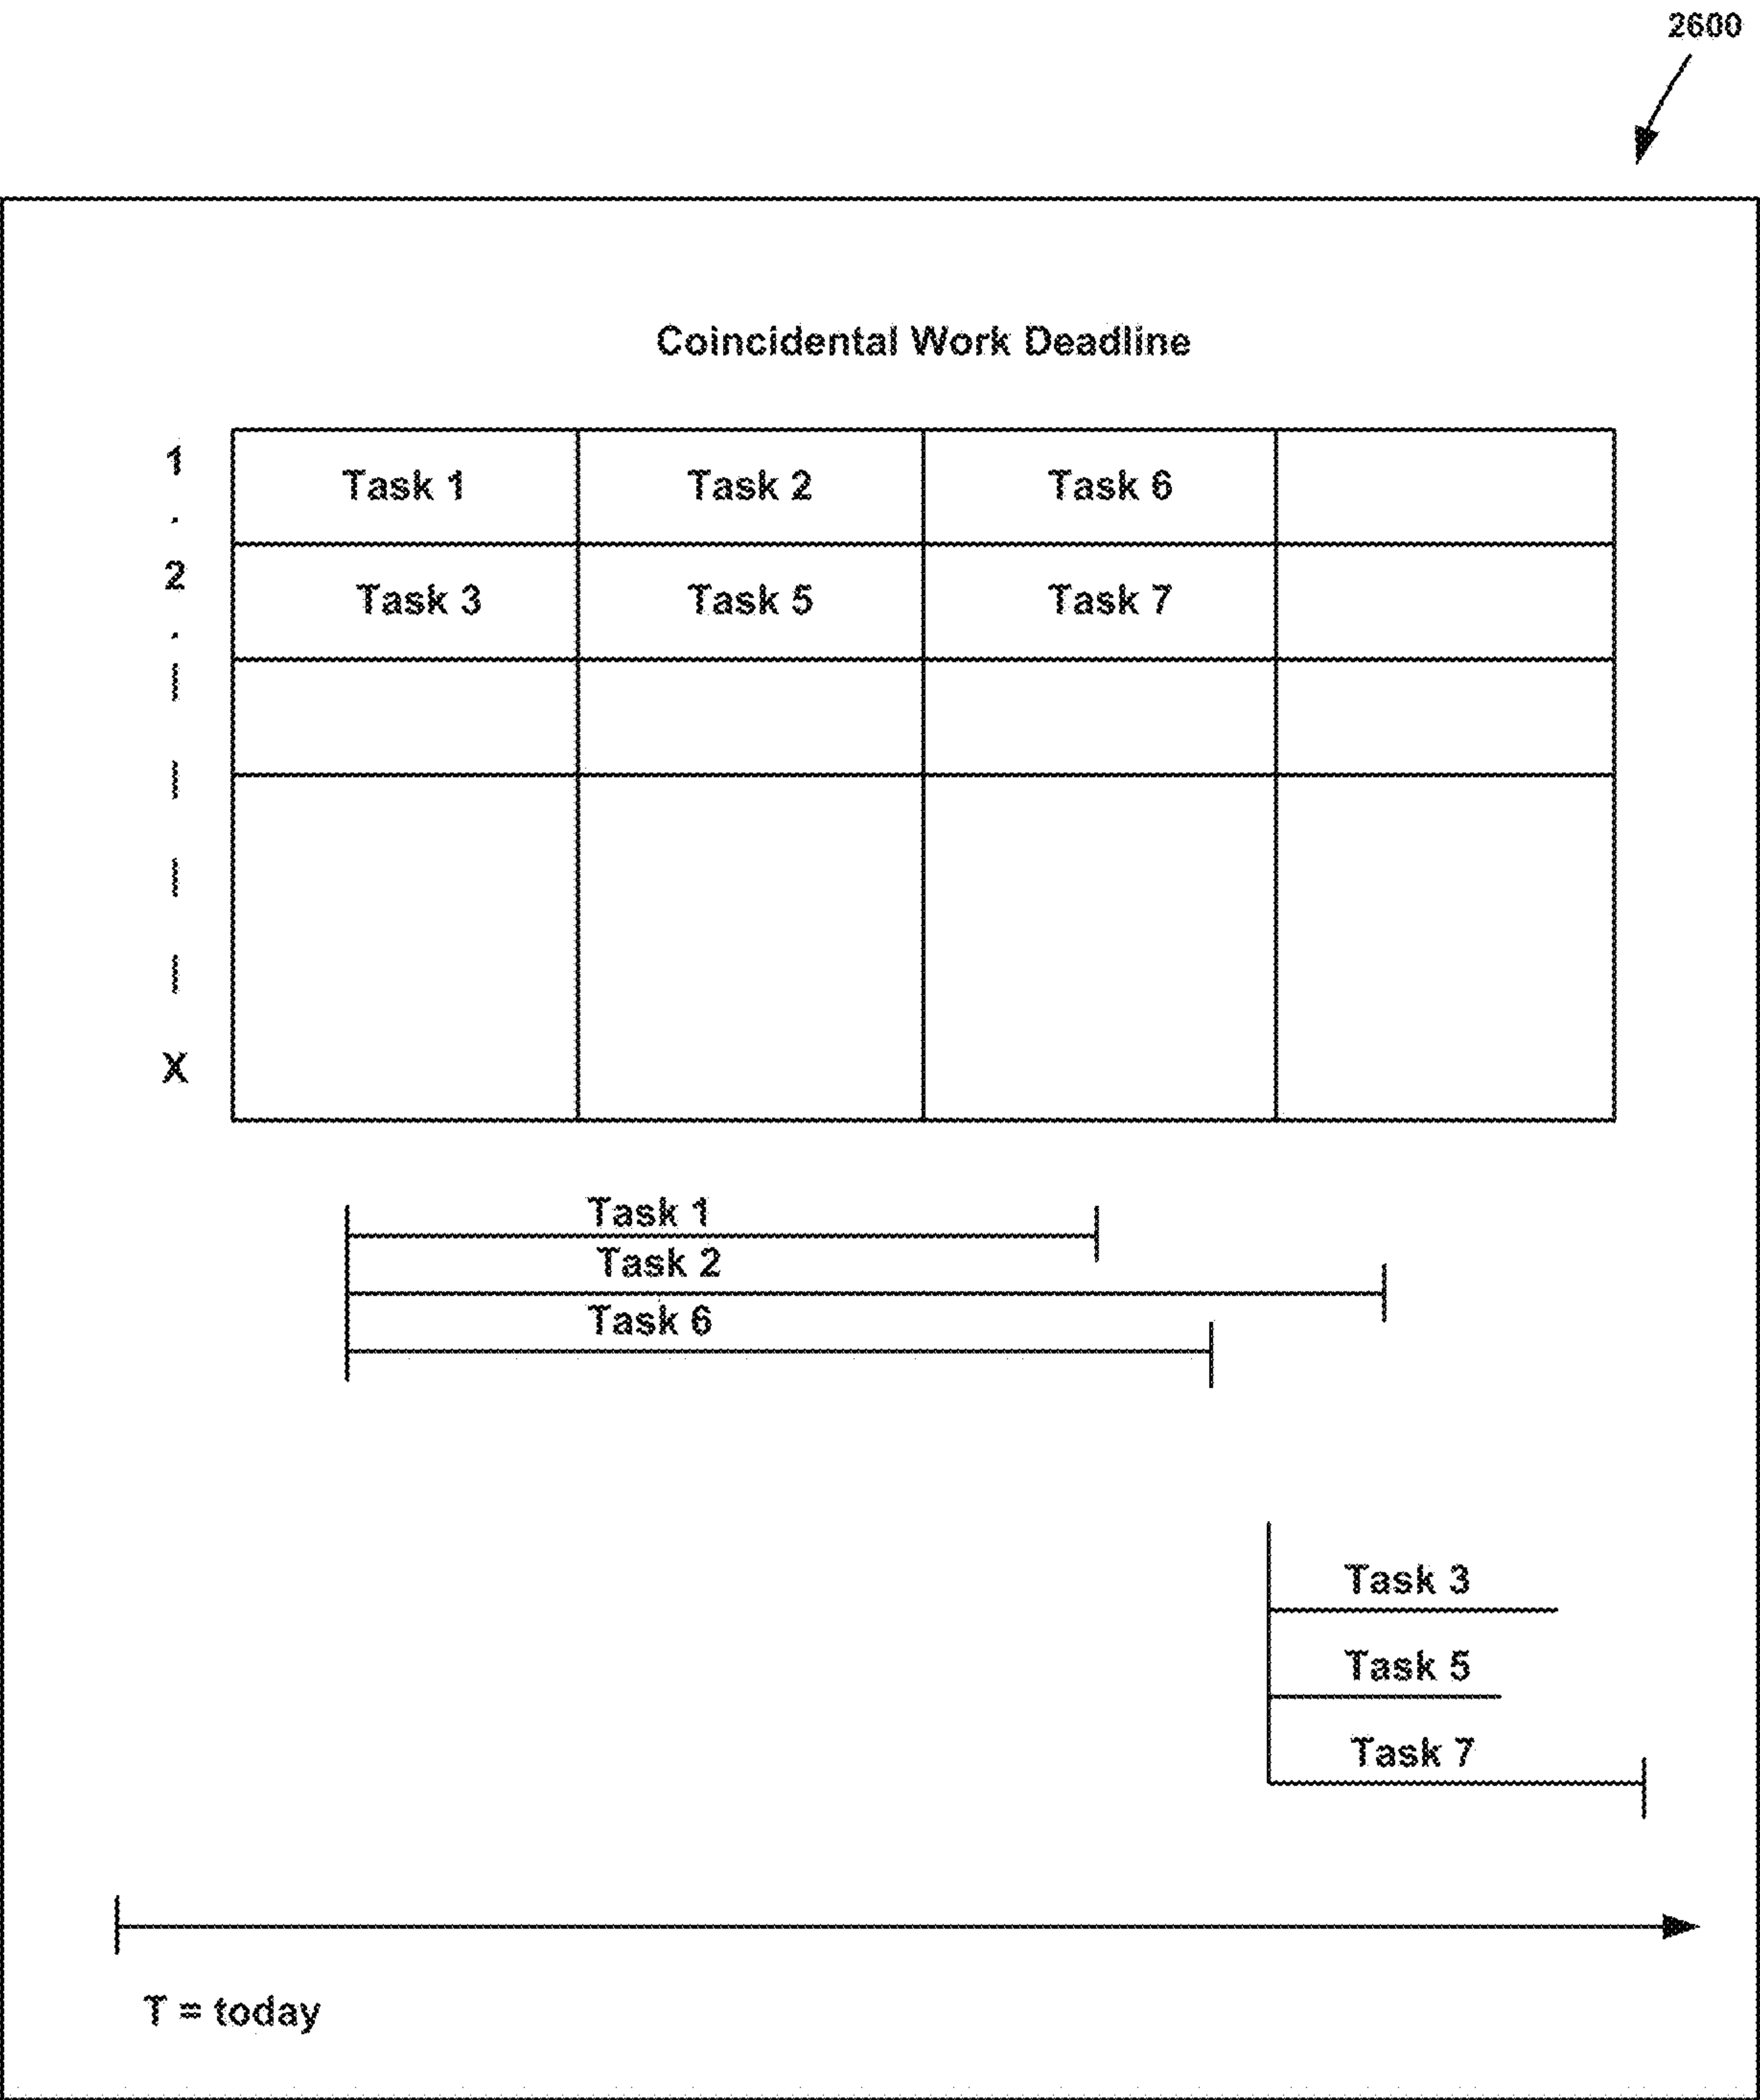 2600
Coincidental Work Deadline
1 Task 1 Task 2 Task 6
.
2 Task 3 Task 5 Task 7
.
|
|
|
|
X
Task 1
Task 2
Task 6
Task 3
Task 5
Task 7
T = today